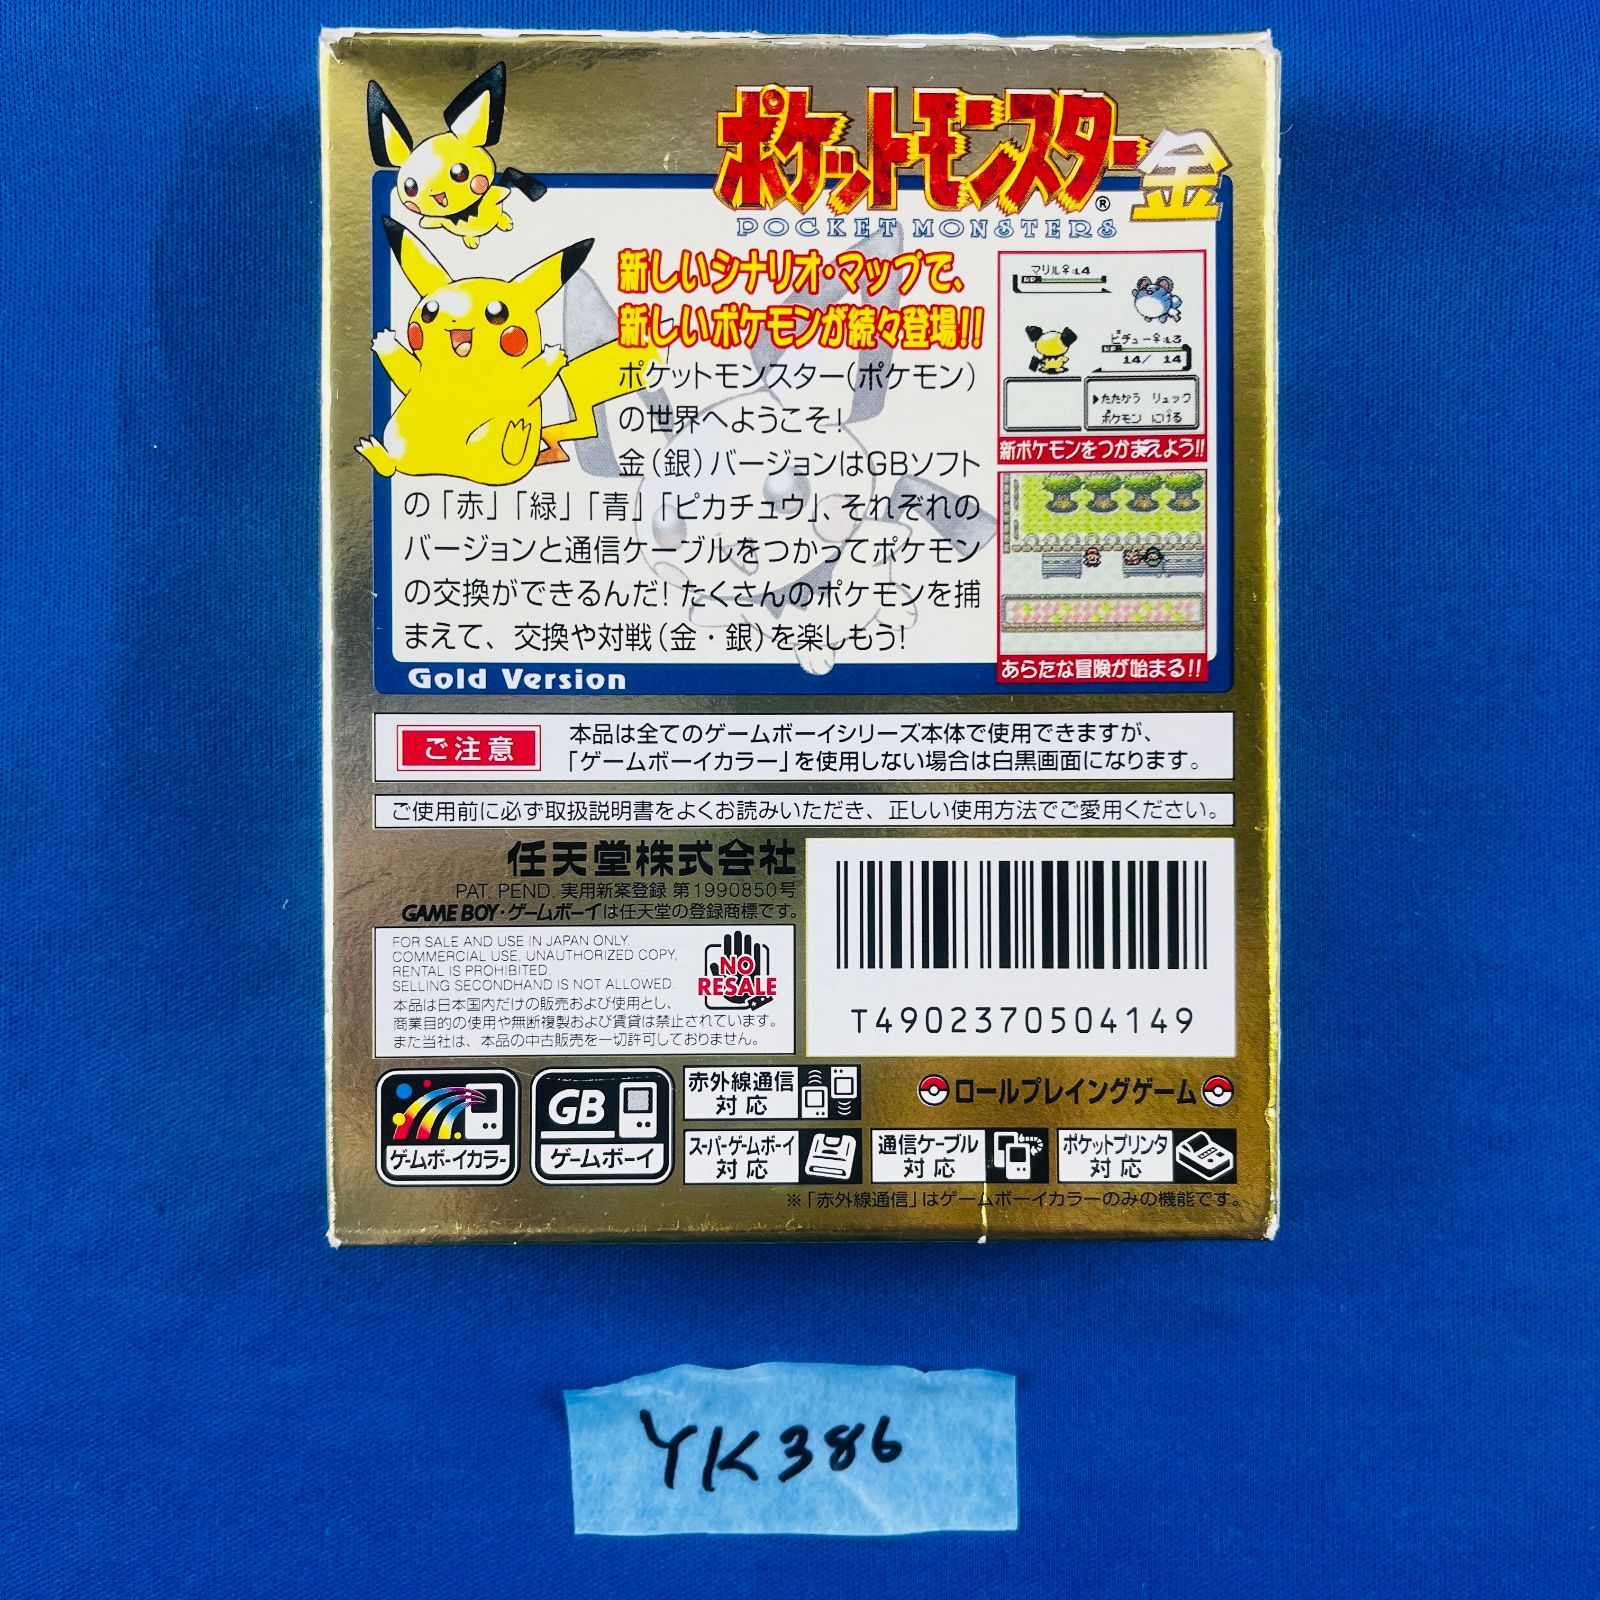 ポケットモンスター金
®
POCKET MONSTERS
新しいシナリオ・マップで、
新しいポケモンが続々登場!!
ポケットモンスター(ポケモン)
の世界へようこそ!
金(銀)バージョンはGBソフト
の「赤」「緑」「青」「ピカチュウ」、それぞれの
バージョンと通信ケーブルをつかってポケモン
の交換ができるんだ! たくさんのポケモンを捕
まえて、交換や対戦(金・銀)を楽しもう!
Gold Version
マリル♀:L4
HP
ピチュー♀:L3
HP
14/ 14
▶たたかう リュック
ポケモン にげる
新ポケモンをつかまえよう!!
あらたな冒険が始まる!!
ご注意
本品は全てのゲームボーイシリーズ本体で使用できますが、
「ゲームボーイカラー」を使用しない場合は白黒画面になります。
ご使用前に必ず取扱説明書をよくお読みいただき、正しい使用方法でご愛用ください。
任天堂株式会社
PAT. PEND. 実用新案登録 第1990850号
GAME BOY・ゲームボーイは任天堂の登録商標です。
FOR SALE AND USE IN JAPAN ONLY.
COMMERCIAL USE, UNAUTHORIZED COPY,
RENTAL IS PROHIBITED.
SELLING SECONDHAND IS NOT ALLOWED.
本品は日本国内だけの販売および使用とし、
商業目的の使用や無断複製および賃貸は禁止されています。
また当社は、本品の中古販売を一切許可しておりません。
NO
RESALE
T4902370504149
ゲームボーイカラー
GB
ゲームボーイ
赤外線通信
対応
ロールプレイングゲーム
スーパーゲームボーイ
対応
通信ケーブル
対応
ポケットプリンタ
対応
※「赤外線通信」はゲームボーイカラーのみの機能です。
YK386